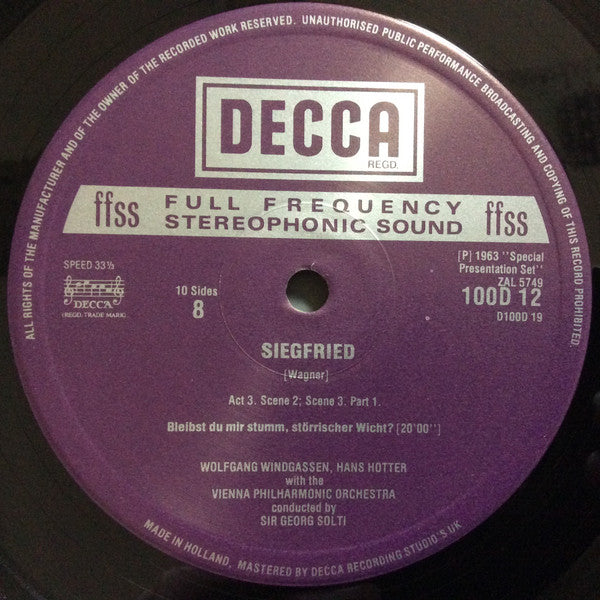 ALL RIGHTS OF THE MANUFACTURER AND OF THE OWNER OF THE RECORDED WORK RESERVED. UNAUTHORISED PUBLIC PERFORMANCE BROADCASTING AND COPYING OF THIS RECORD PROHIBITED.
DECCA
REGD.
ffss FULL FREQUENCY STEREOPHONIC SOUND ffss
SPEED 33⅓
DECCA
(REGD. TRADE MARK)
10 Sides
8
[P] 1963 "Special
Presentation Set"
ZAL 5749
100D 12
D100D 19
SIEGFRIED
[Wagner]
Act 3. Scene 2; Scene 3. Part 1.
Bleibst du mir stumm, störrischer Wicht? [20'00"]
WOLFGANG WINDGASSEN, HANS HOTTER
with the
VIENNA PHILHARMONIC ORCHESTRA
conducted by
SIR GEORG SOLTI
MADE IN HOLLAND. MASTERED BY DECCA RECORDING STUDIO'S UK